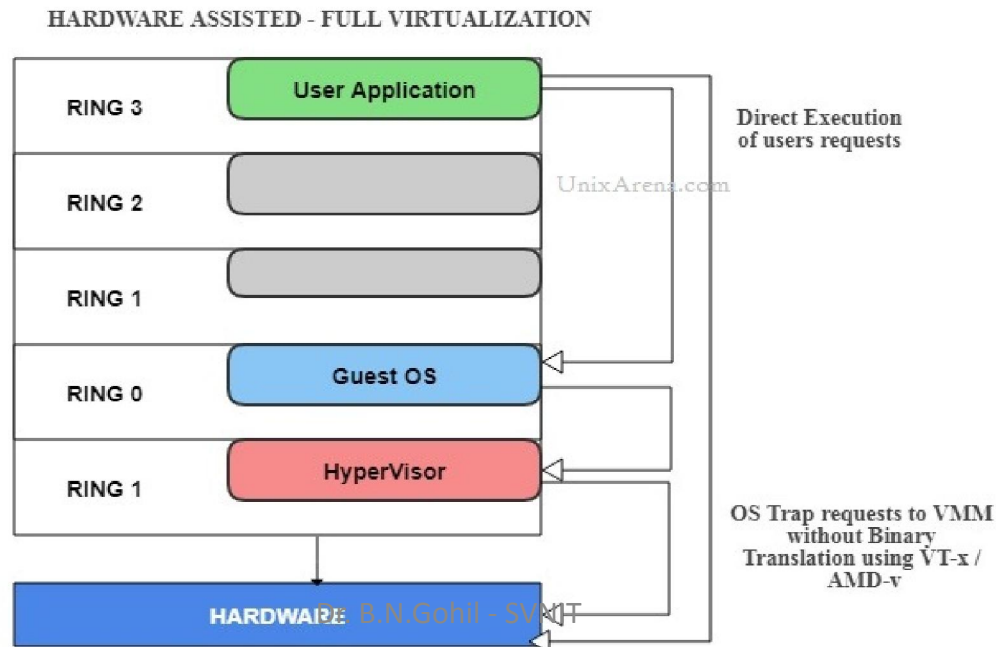 HARDWARE ASSISTED - FULL VIRTUALIZATION
RING 3
User Application
Direct Execution
of users requests
RING 2
UnixArena.com
RING 1
RING 0
Guest OS
RING 1
HyperVisor
OS Trap requests to VMM
without Binary
Translation using VT-x /
AMD-v
HARDWARE
Dr. B.N.Gohil - SVNIT